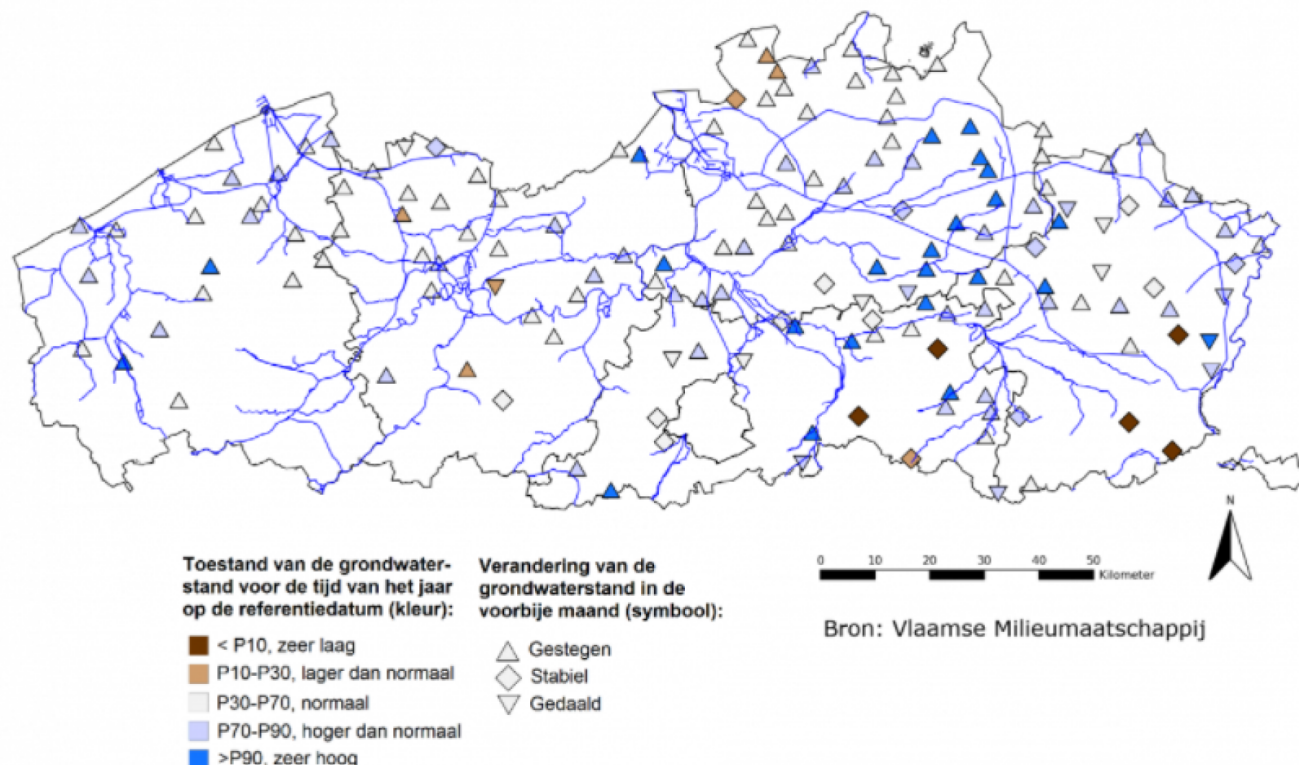 N
Toestand van de grondwater-
stand voor de tijd van het jaar
op de referentiedatum (kleur):
< P10, zeer laag
P10-P30, lager dan normaal
P30-P70, normaal
P70-P90, hoger dan normaal
>P90, zeer hoog
Verandering van de
grondwaterstand in de
voorbije maand (symbool):
Gestegen
Stabiel
Gedaald
0 10 20 30 40 50
Kilometer
Bron: Vlaamse Milieumaatschappij